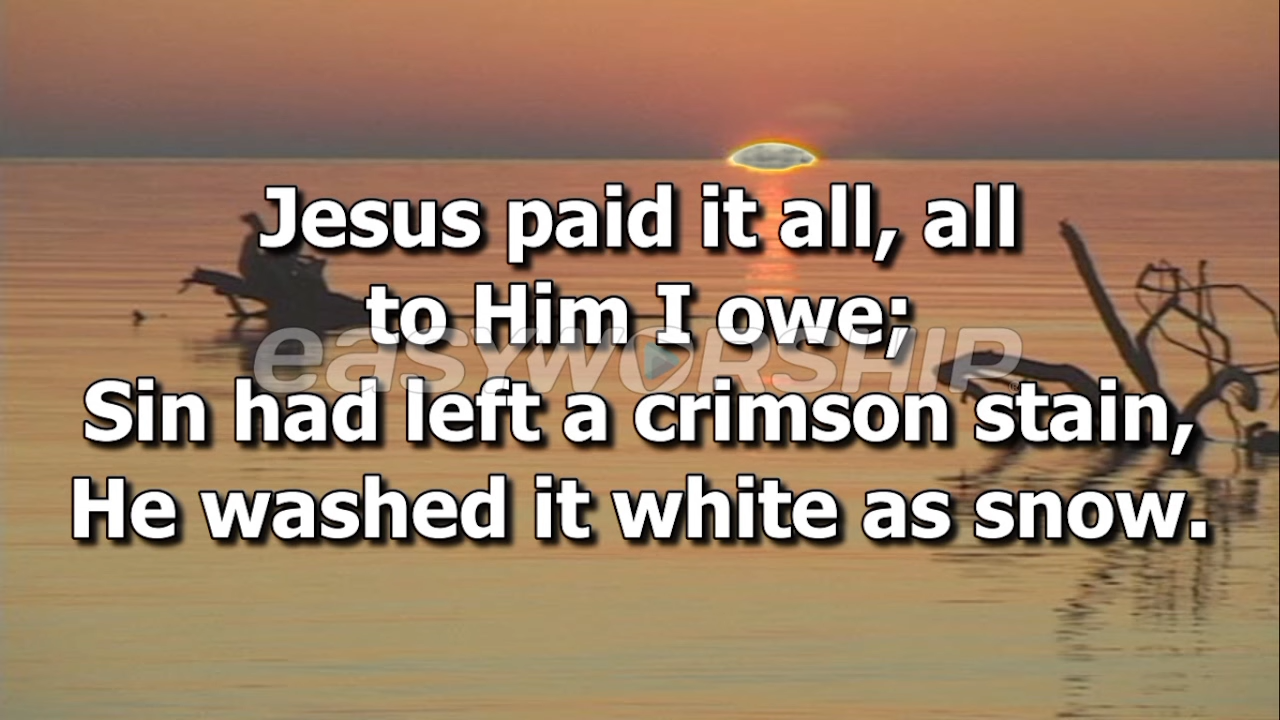 Jesus paid it all, all
to Him I owe;
easyWORSHIP
Sin had left a crimson stain,
He washed it white as snow.